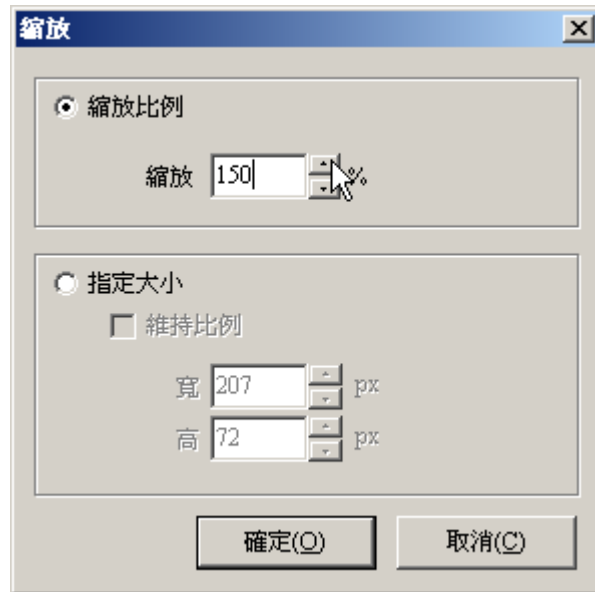 縮放
縮放比例
縮放 150 %
指定大小
維持比例
寬 207 px
高 72 px
確定(O) 取消(C)